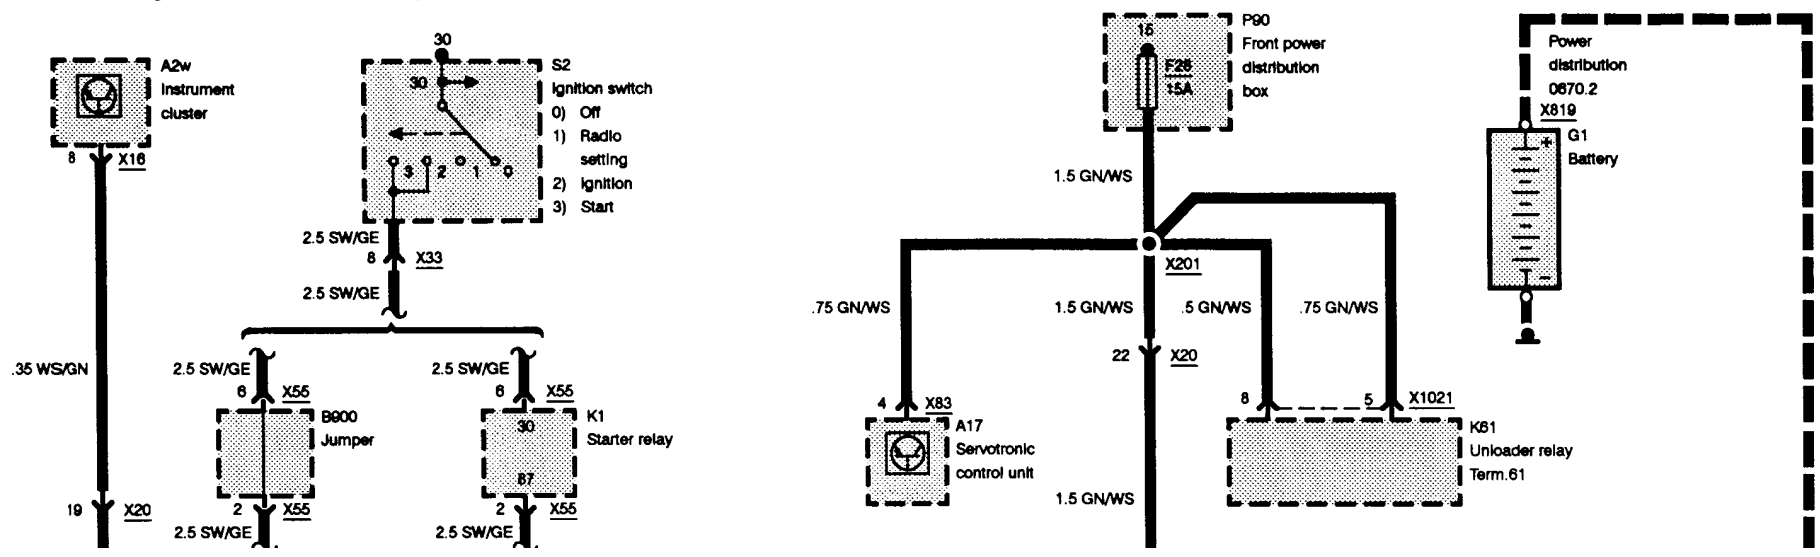 A2w
Instrument
cluster
8
X16
.35 WS/GN
19
X20
30
30
S2
Ignition switch
0) Off
1) Radio
setting
2) Ignition
3) Start
3
2
1
0
2.5 SW/GE
8
X33
2.5 SW/GE
2.5 SW/GE
6
X55
B900
Jumper
2
X55
2.5 SW/GE
2.5 SW/GE
6
X55
K1
Starter relay
30
87
2
X55
2.5 SW/GE
15
F26
15A
P90
Front power
distribution
box
1.5 GN/WS
X201
.75 GN/WS
1.5 GN/WS
.5 GN/WS
.75 GN/WS
22
X20
4
X83
A17
Servotronic
control unit
1.5 GN/WS
8
5
X1021
K61
Unloader relay
Term.61
Power
distribution
0670.2
X819
G1
Battery
+
-